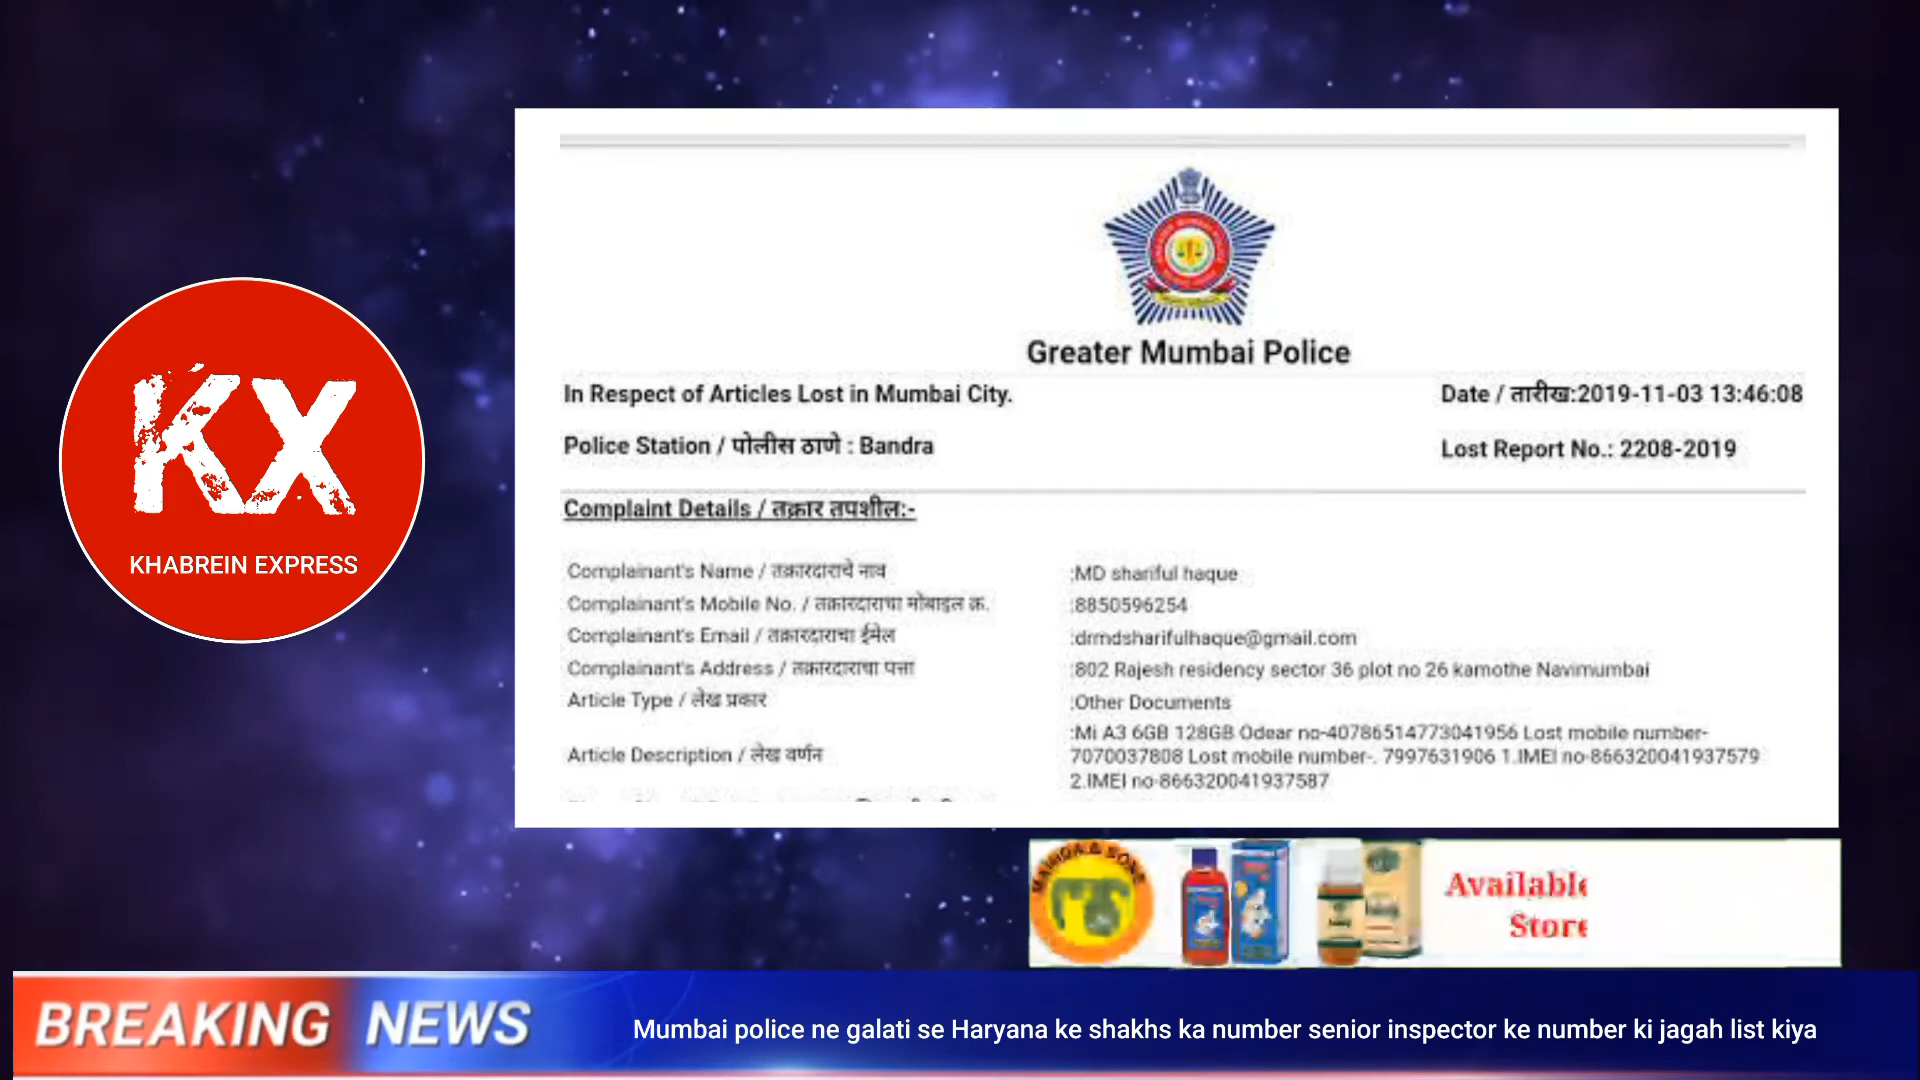 Greater Mumbai Police
In Respect of Articles Lost in Mumbai City.
Date / तारीख:2019-11-03 13:46:08
Police Station / पोलीस ठाणे : Bandra
Lost Report No.: 2208-2019
Complaint Details / तक्रार तपशील:-
Complainant's Name / तक्रारदाराचे नाव :MD shariful haque
Complainant's Mobile No. / तक्रारदाराचा मोबाइल क्र. :8850596254
Complainant's Email / तक्रारदाराचा ईमेल :drmdsharifulhaque@gmail.com
Complainant's Address / तक्रारदाराचा पत्ता :802 Rajesh residency sector 36 plot no 26 kamothe Navimumbai
Article Type / लेख प्रकार :Other Documents
Article Description / लेख वर्णन :Mi A3 6GB 128GB Odear no-40786514773041956 Lost mobile number-
7070037808 Lost mobile number-. 7997631906 1.IMEI no-866320041937579
2.IMEI no-866320041937587
KX
KHABREIN EXPRESS
& SONS
Available
Store
BREAKING NEWS
Mumbai police ne galati se Haryana ke shakhs ka number senior inspector ke number ki jagah list kiya